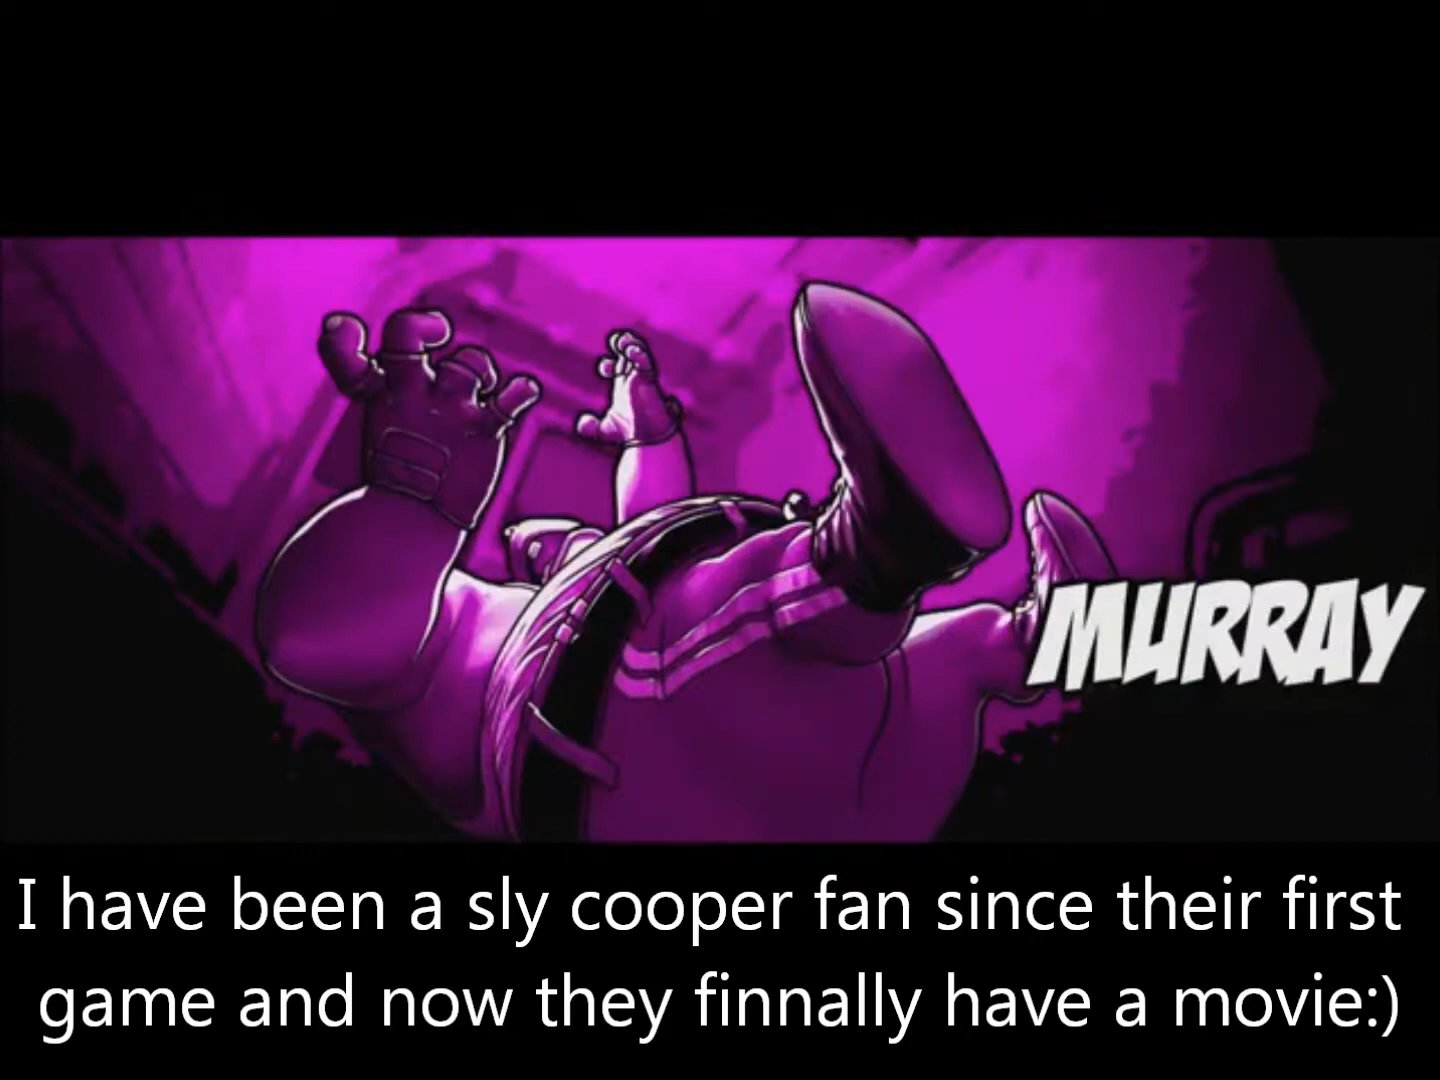 MURRAY
I have been a sly cooper fan since their first
game and now they finnally have a movie:)